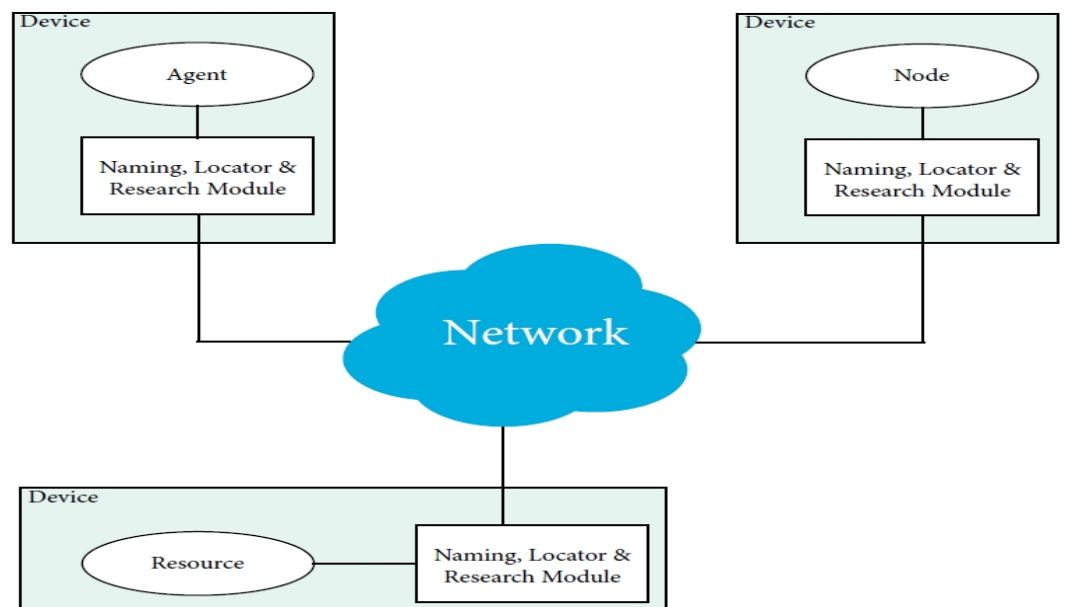 Device
Agent
Naming, Locator &
Research Module
Device
Node
Naming, Locator &
Research Module
Network
Device
Resource
Naming, Locator &
Research Module